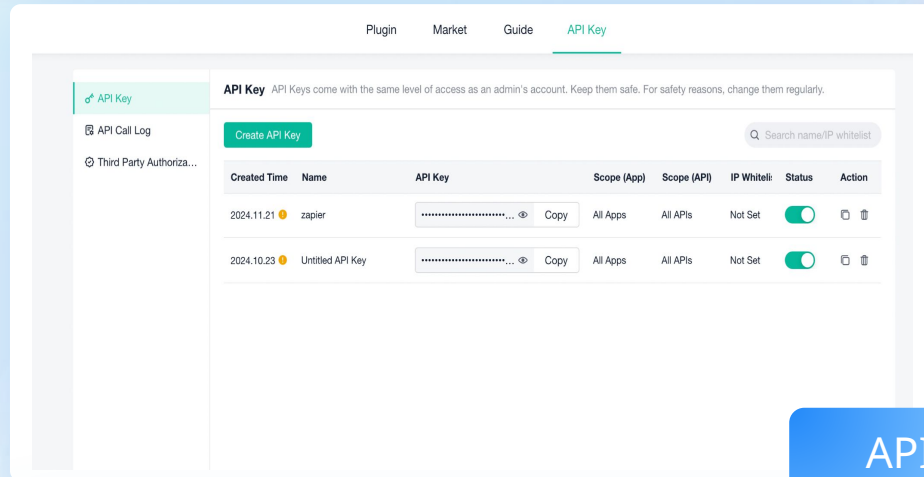 Plugin Market Guide API Key
API Key
API Call Log
Third Party Authoriza...
API Key API Keys come with the same level of access as an admin's account. Keep them safe. For safety reasons, change them regularly.
Create API Key
Search name/IP whitelist
Created Time Name API Key Scope (App) Scope (API) IP Whitelis Status Action
2024.11.21 zapier ••••••••••••••••••••••••• ... Copy All Apps All APIs Not Set
2024.10.23 Untitled API Key ••••••••••••••••••••••••• ... Copy All Apps All APIs Not Set
API